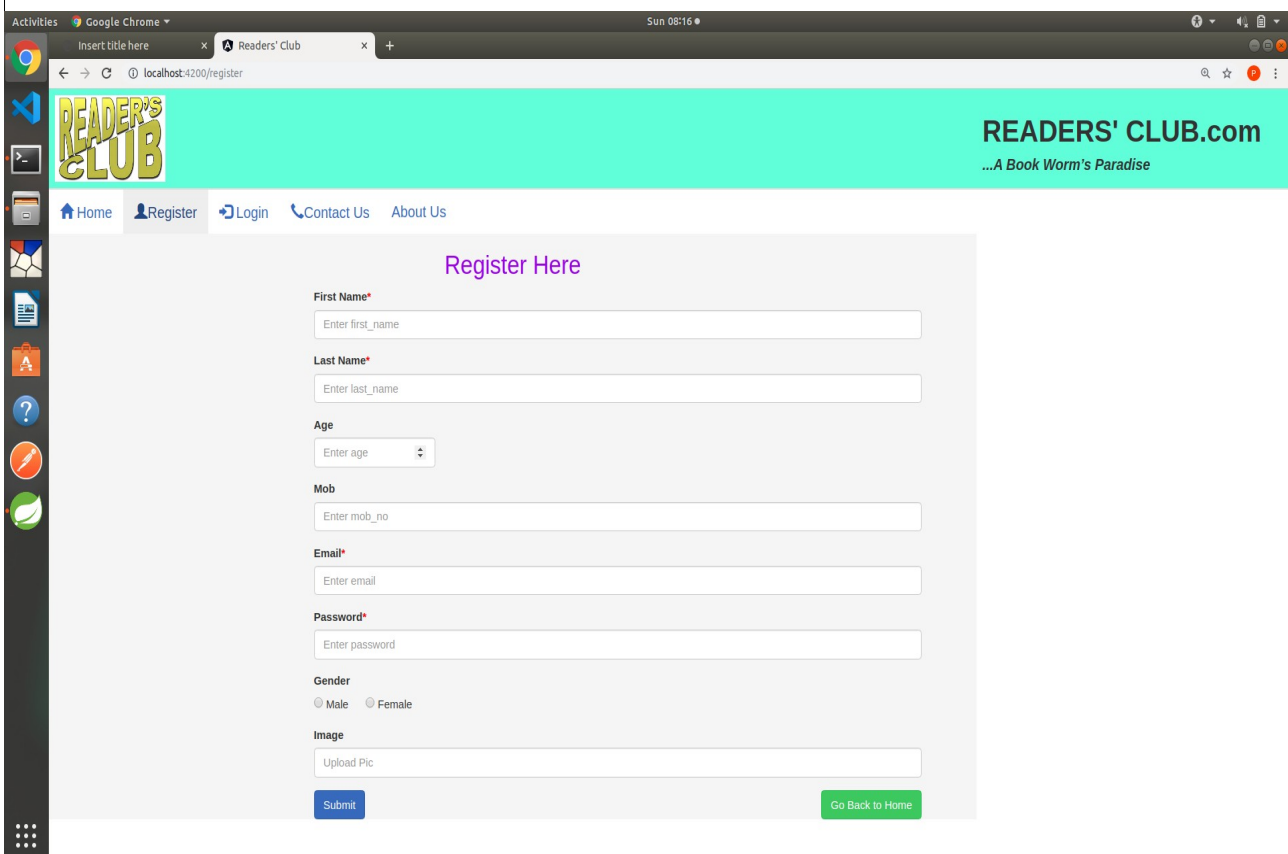 Activities Google Chrome Sun 08:16
Insert title here Readers' Club
localhost:4200/register P
READER'S
CLUB
READERS' CLUB.com
...A Book Worm's Paradise
Home Register Login Contact Us About Us
Register Here
First Name*
Enter first_name
Last Name*
Enter last_name
Age
Enter age
Mob
Enter mob_no
Email*
Enter email
Password*
Enter password
Gender
Male Female
Image
Upload Pic
Submit Go Back to Home